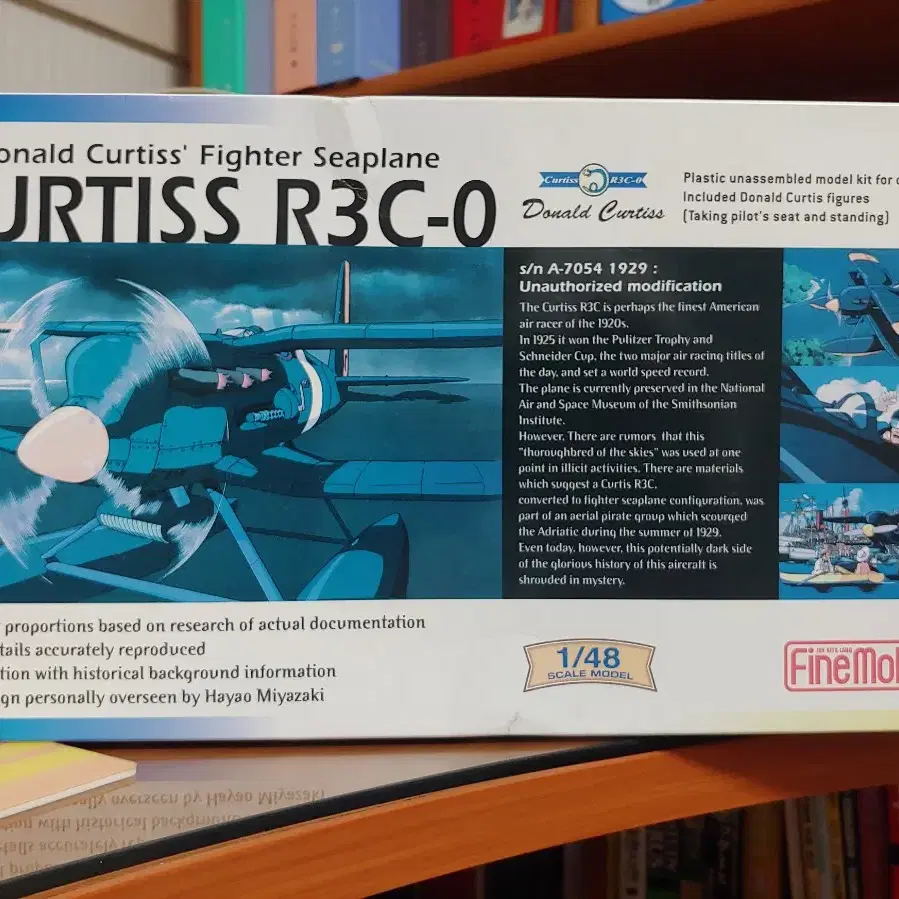 onald Curtiss' Fighter Seaplane
URTISS R3C-0
Curtiss R3C-0
Donald Curtiss
Plastic unassembled model kit for
Included Donald Curtis figures
(Taking pilot's seat and standing)
s/n A-7054 1929 :
Unauthorized modification
The Curtiss R3C is perhaps the finest American
air racer of the 1920s.
In 1925 it won the Pulitzer Trophy and
Schneider Cup, the two major air racing titles of
the day, and set a world speed record.
The plane is currently preserved in the National
Air and Space Museum of the Smithsonian
Institute.
However, There are rumors that this
"thoroughbred of the skies" was used at one
point in illicit activities. There are materials
which suggest a Curtis R3C.
converted to fighter seaplane configuration, was
part of an aerial pirate group which scourged
the Adriatic during the summer of 1929.
Even today, however, this potentially dark side
of the glorious history of this aircraft is
shrouded in mystery.
proportions based on research of actual documentation
tails accurately reproduced
tion with historical background information
gn personally overseen by Hayao Miyazaki
1/48
SCALE MODEL
FineMol